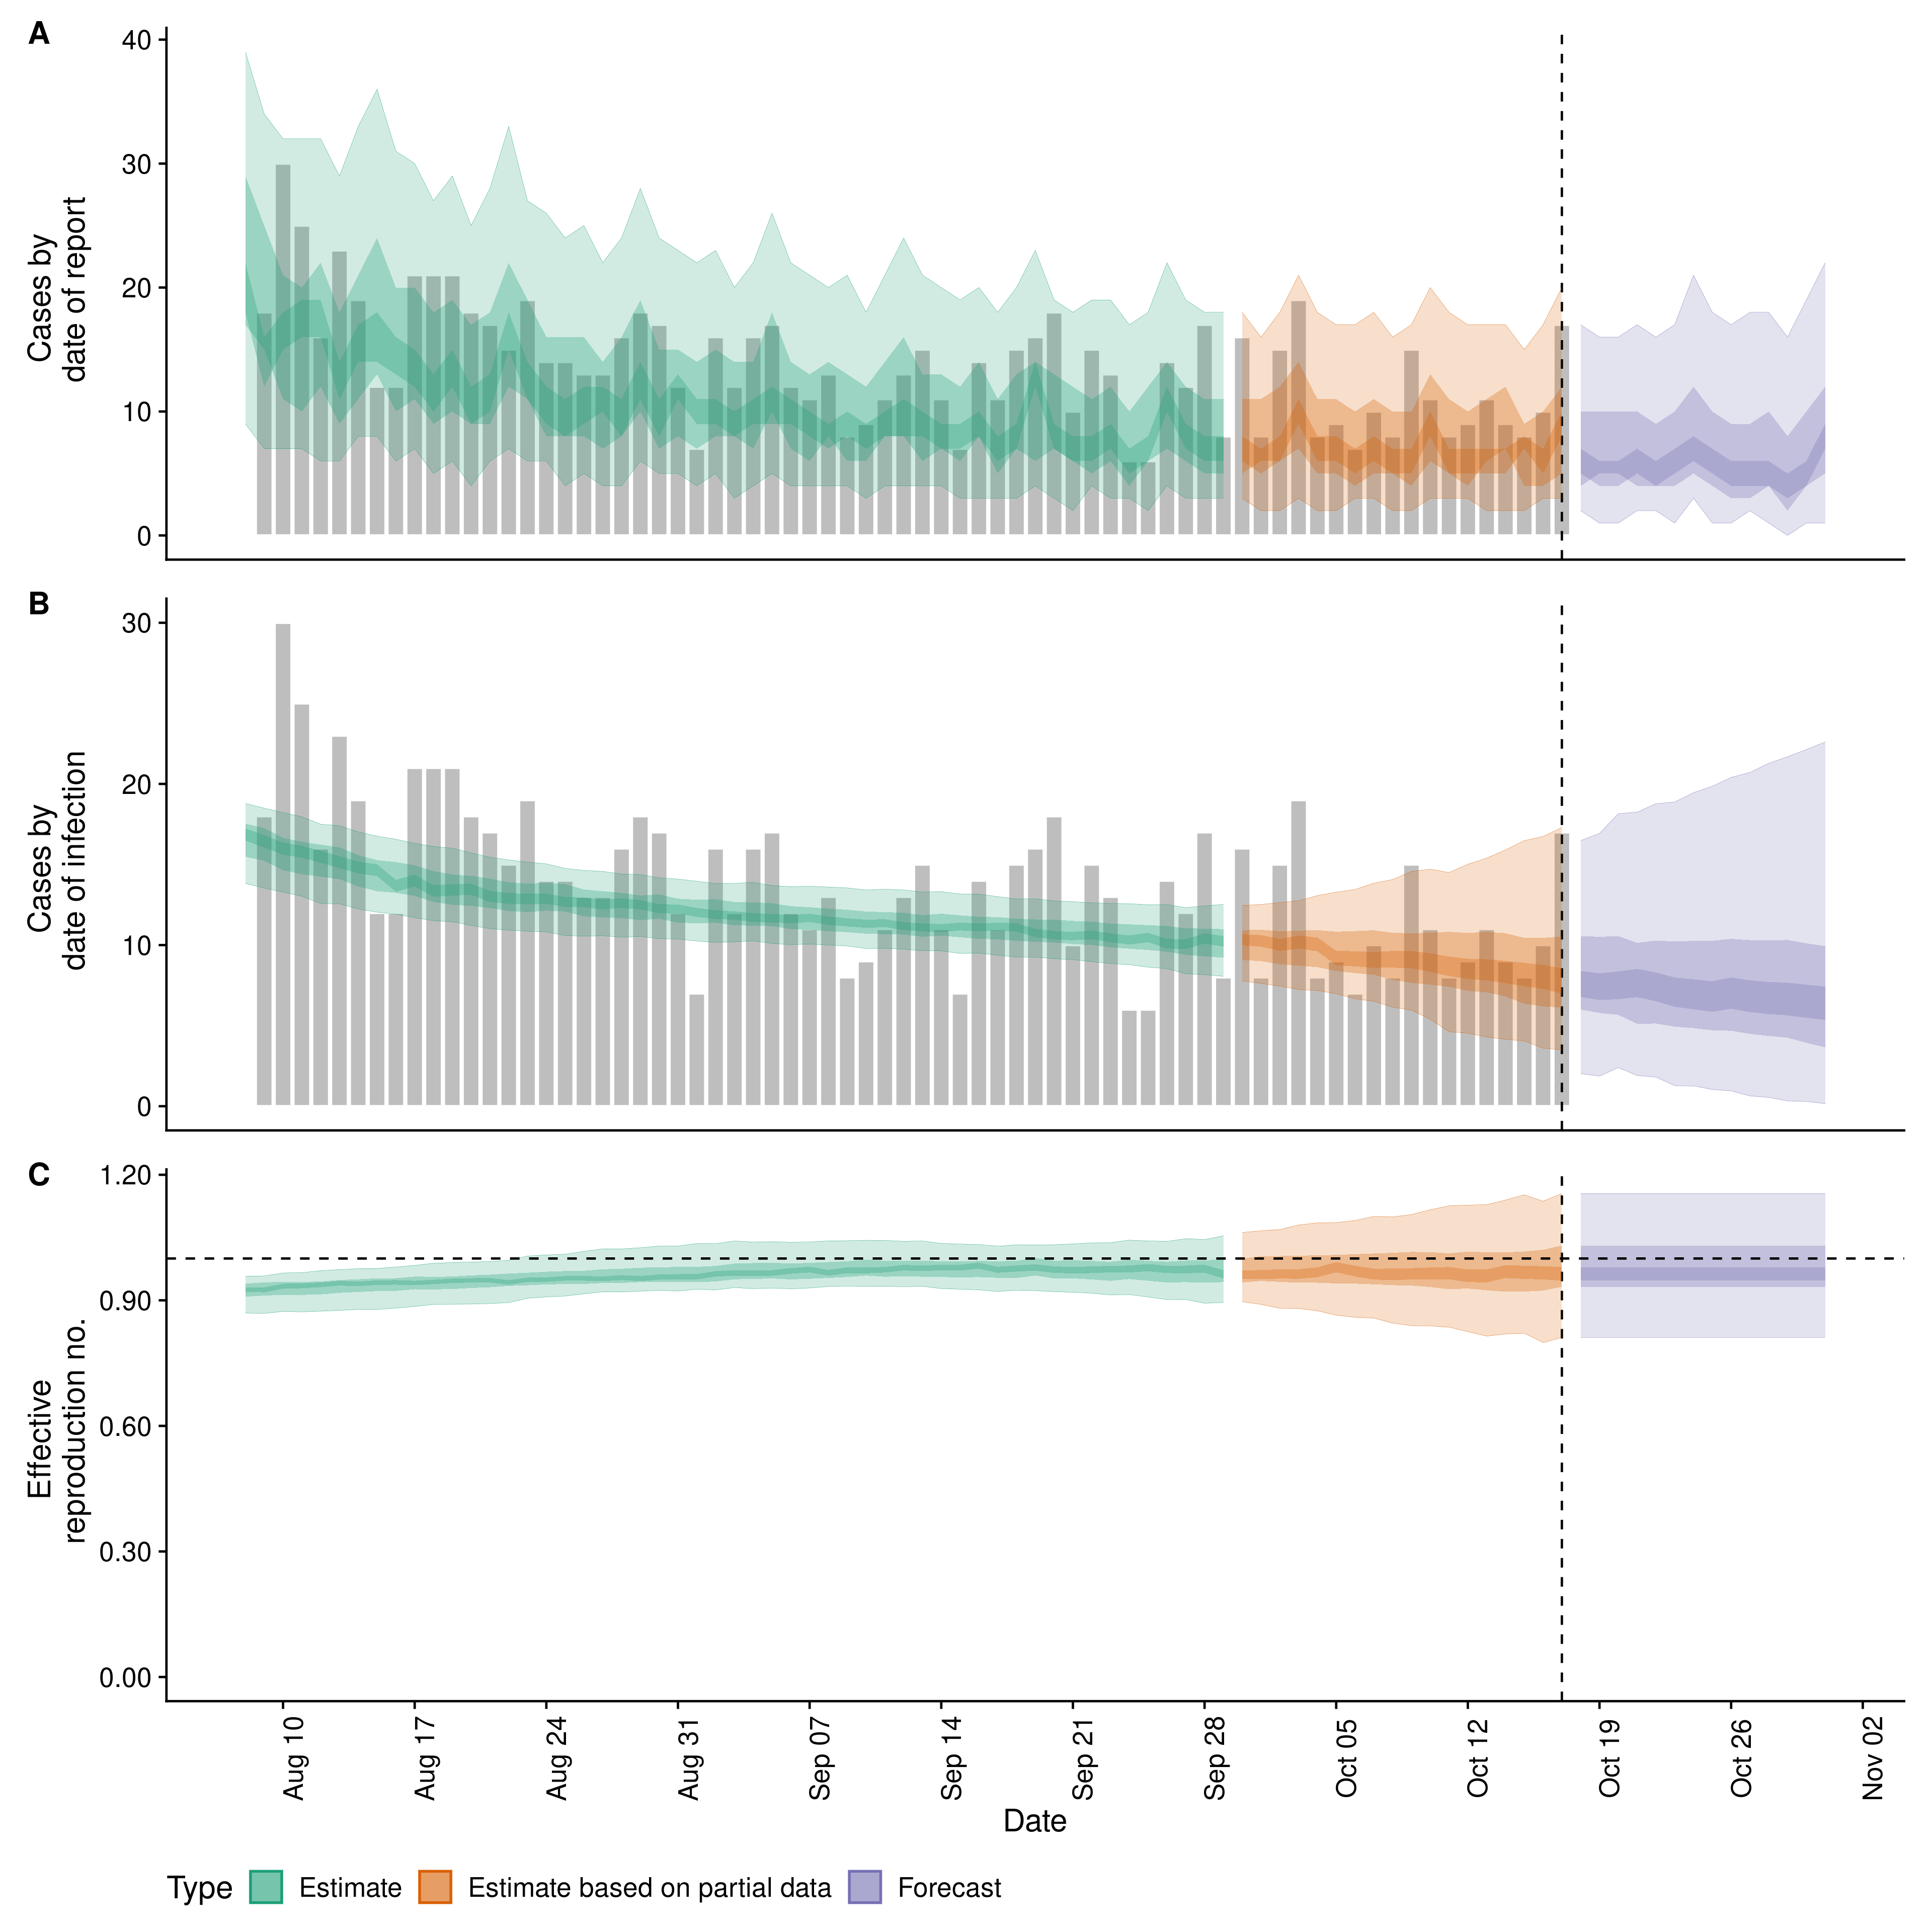 A
40
30
20
10
0
Cases by
date of report
B
30
20
10
0
Cases by
date of infection
C
1.20
0.90
0.60
0.30
0.00
Effective
reproduction no.
Aug 10
Aug 17
Aug 24
Aug 31
Sep 07
Sep 14
Sep 21
Sep 28
Oct 05
Oct 12
Oct 19
Oct 26
Nov 02
Date
Type Estimate Estimate based on partial data Forecast